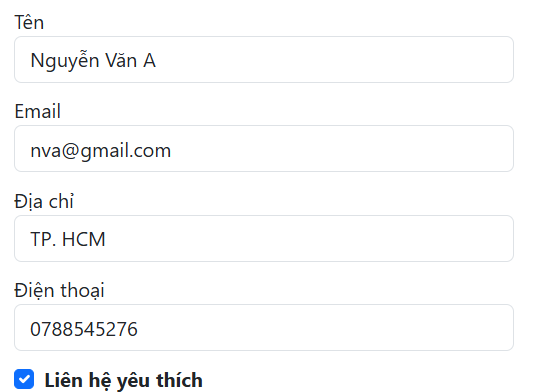 Tên
Nguyễn Văn A
Email
nva@gmail.com
Địa chỉ
TP. HCM
Điện thoại
0788545276
Liên hệ yêu thích